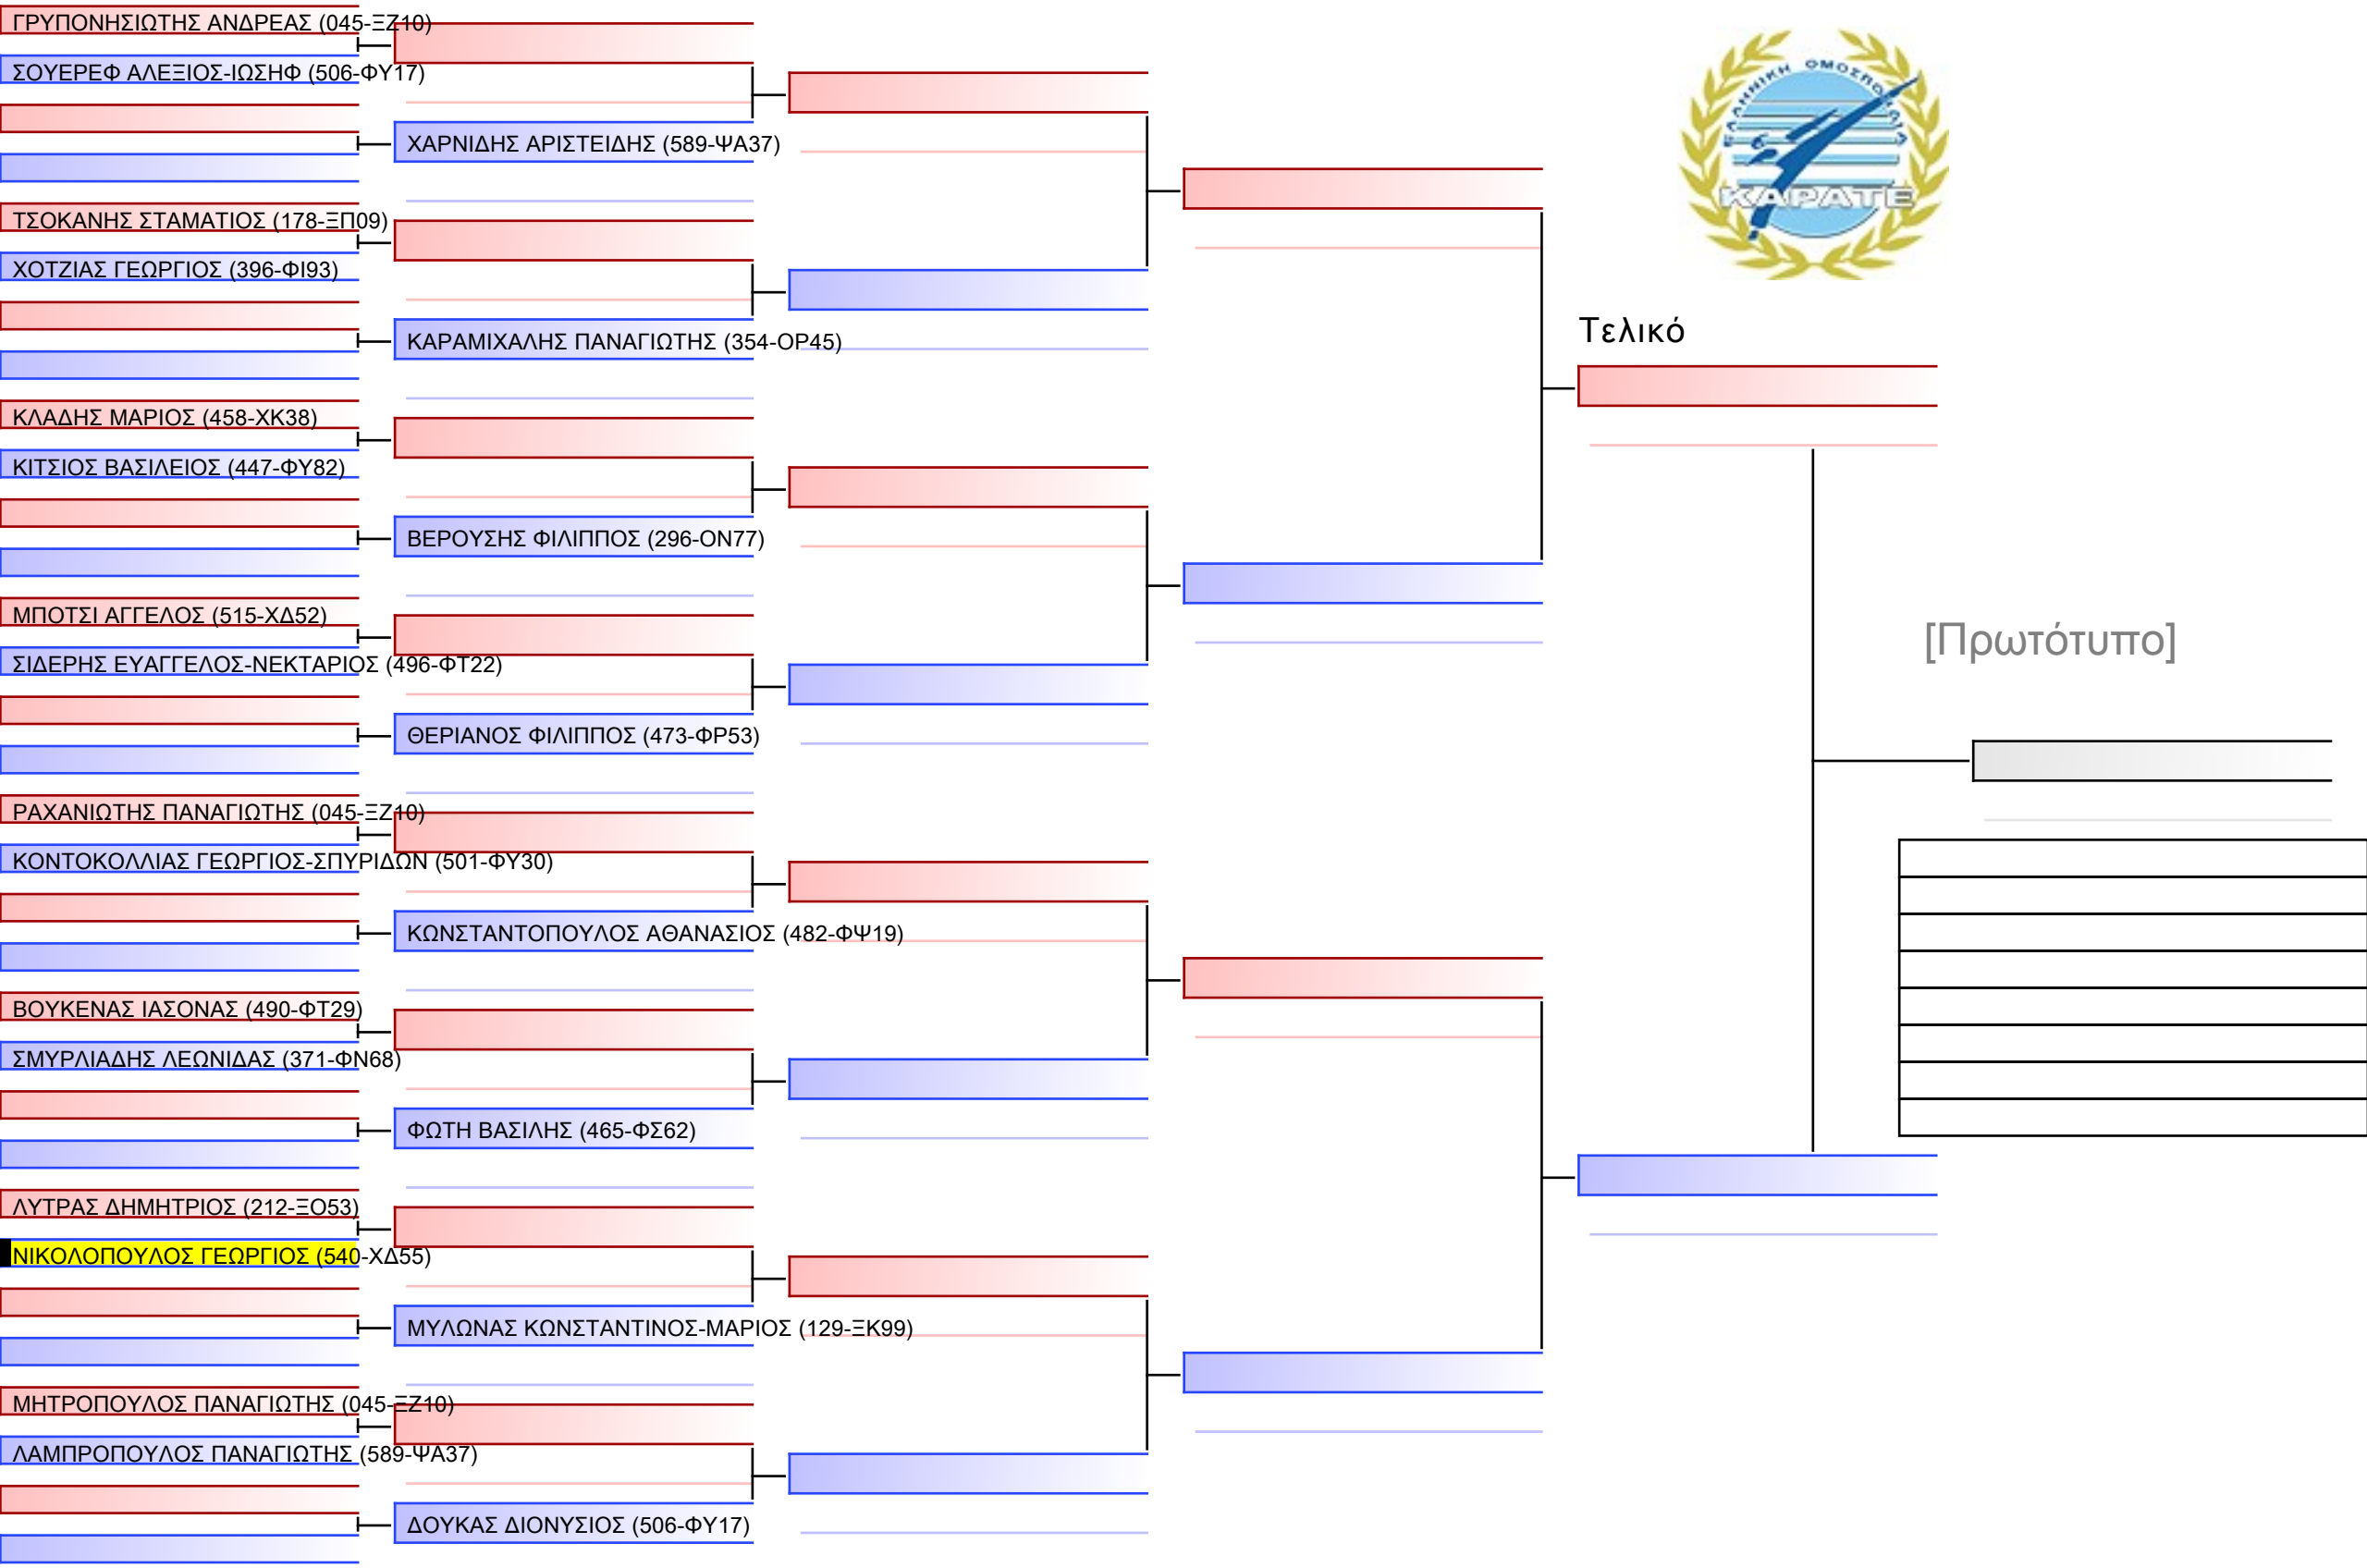 ΓΡΥΠΟΝΗΣΙΩΤΗΣ ΑΝΔΡΕΑΣ (045-ΞΖ10)
ΣΟΥΕΡΕΦ ΑΛΕΞΙΟΣ-ΙΩΣΗΦ (506-ΦΥ17)
ΧΑΡΝΙΔΗΣ ΑΡΙΣΤΕΙΔΗΣ (589-ΨΑ37)
ΤΣΟΚΑΝΗΣ ΣΤΑΜΑΤΙΟΣ (178-ΞΠ09)
ΧΟΤΖΙΑΣ ΓΕΩΡΓΙΟΣ (396-ΦΙ93)
ΚΑΡΑΜΙΧΑΛΗΣ ΠΑΝΑΓΙΩΤΗΣ (354-ΟΡ45)
ΚΛΑΔΗΣ ΜΑΡΙΟΣ (458-ΧΚ38)
ΚΙΤΣΙΟΣ ΒΑΣΙΛΕΙΟΣ (447-ΦΥ82)
ΒΕΡΟΥΣΗΣ ΦΙΛΙΠΠΟΣ (296-ΟΝ77)
ΜΠΟΤΣΙ ΑΓΓΕΛΟΣ (515-ΧΔ52)
ΣΙΔΕΡΗΣ ΕΥΑΓΓΕΛΟΣ-ΝΕΚΤΑΡΙΟΣ (496-ΦΤ22)
ΘΕΡΙΑΝΟΣ ΦΙΛΙΠΠΟΣ (473-ΦΡ53)
ΡΑΧΑΝΙΩΤΗΣ ΠΑΝΑΓΙΩΤΗΣ (045-ΞΖ10)
ΚΟΝΤΟΚΟΛΛΙΑΣ ΓΕΩΡΓΙΟΣ-ΣΠΥΡΙΔΩΝ (501-ΦΥ30)
ΚΩΝΣΤΑΝΤΟΠΟΥΛΟΣ ΑΘΑΝΑΣΙΟΣ (482-ΦΨ19)
ΒΟΥΚΕΝΑΣ ΙΑΣΟΝΑΣ (490-ΦΤ29)
ΣΜΥΡΛΙΑΔΗΣ ΛΕΩΝΙΔΑΣ (371-ΦΝ68)
ΦΩΤΗ ΒΑΣΙΛΗΣ (465-ΦΣ62)
ΛΥΤΡΑΣ ΔΗΜΗΤΡΙΟΣ (212-ΞΟ53)
ΝΙΚΟΛΟΠΟΥΛΟΣ ΓΕΩΡΓΙΟΣ (540-ΧΔ55)
ΜΥΛΩΝΑΣ ΚΩΝΣΤΑΝΤΙΝΟΣ-ΜΑΡΙΟΣ (129-ΞΚ99)
ΜΗΤΡΟΠΟΥΛΟΣ ΠΑΝΑΓΙΩΤΗΣ (045-ΞΖ10)
ΛΑΜΠΡΟΠΟΥΛΟΣ ΠΑΝΑΓΙΩΤΗΣ (589-ΨΑ37)
ΔΟΥΚΑΣ ΔΙΟΝΥΣΙΟΣ (506-ΦΥ17)
ΕΛΛΗΝΙΚΗ ΟΜΟΣΠΟΝΔΙΑ
ΚΑΡΑΤΕ
Τελικό
[Πρωτότυπο]